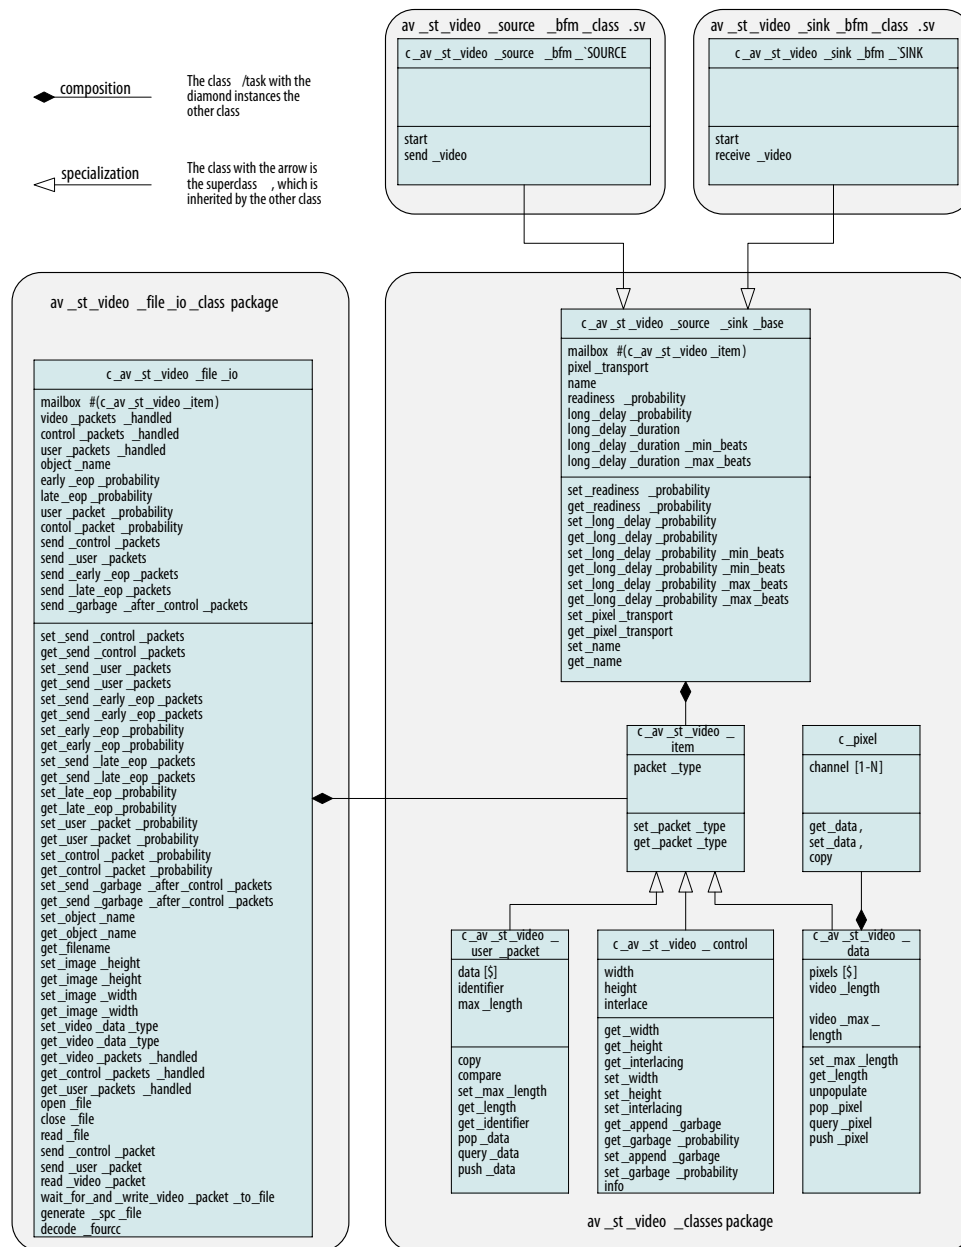 composition
The class /task with the
diamond instances the
other class
specialization
The class with the arrow is
the superclass , which is
inherited by the other class
av _st _video _source _bfm _class .sv
c _av _st _video _source _bfm _`SOURCE
start
send _video
av _st _video _sink _bfm _class .sv
c _av _st _video _sink _bfm _`SINK
start
receive _video
av _st _video _file _io _class package
c _av _st _video _file _io
mailbox #(c _av _st _video _item)
video _packets _handled
control _packets _handled
user _packets _handled
object _name
early _eop _probability
late _eop _probability
user _packet _probability
contol _packet _probability
send _control _packets
send _user _packets
send _early _eop _packets
send _late _eop _packets
send _garbage _after _control _packets
set _send _control _packets
get _send _control _packets
set _send _user _packets
get _send _user _packets
set _send _early _eop _packets
get _send _early _eop _packets
set _early _eop _probability
get _early _eop _probability
set _send _late _eop _packets
get _send _late _eop _packets
set _late _eop _probability
get _late _eop _probability
set _user _packet _probability
get _user _packet _probability
set _control _packet _probability
get _control _packet _probability
set _send _garbage _after _control _packets
get _send _garbage _after _control _packets
set _object _name
get _object _name
get _filename
set _image _height
get _image _height
set _image _width
get _image _width
set _video _data _type
get _video _data _type
get _video _packets _handled
get _control _packets _handled
get _user _packets _handled
open _file
close _file
read _file
send _control _packet
send _user _packet
read _video _packet
wait _for _and _write _video _packet _to _file
generate _spc _file
decode _fourcc
c _av _st _video _source _sink _base
mailbox #(c _av _st _video _item)
pixel _transport
name
readiness _probability
long _delay _probability
long _delay _duration
long _delay _duration _min _beats
long _delay _duration _max _beats
set _readiness _probability
get _readiness _probability
set _long _delay _probability
get _long _delay _probability
set _long _delay _probability _min _beats
get _long _delay _probability _min _beats
set _long _delay _probability _max _beats
get _long _delay _probability _max _beats
set _pixel _transport
get _pixel _transport
set _name
get _name
c _av _st _video _
item
packet _type
set _packet _type
get _packet _type
c _pixel
channel [1-N]
get _data ,
set _data ,
copy
c _av _st _video _
user _packet
data [$]
identifier
max _length
copy
compare
set _max _length
get _length
get _identifier
pop _data
query _data
push _data
c _av _st _video _control
width
height
interlace
get _width
get _height
get _interlacing
set _width
set _height
set _interlacing
get _append _garbage
get _garbage _probability
set _append _garbage
set _garbage _probability
info
c _av _st _video _
data
pixels [$]
video _length
video _max _
length
set _max _length
get _length
unpopulate
pop _pixel
query _pixel
push _pixel
av _st _video _classes package